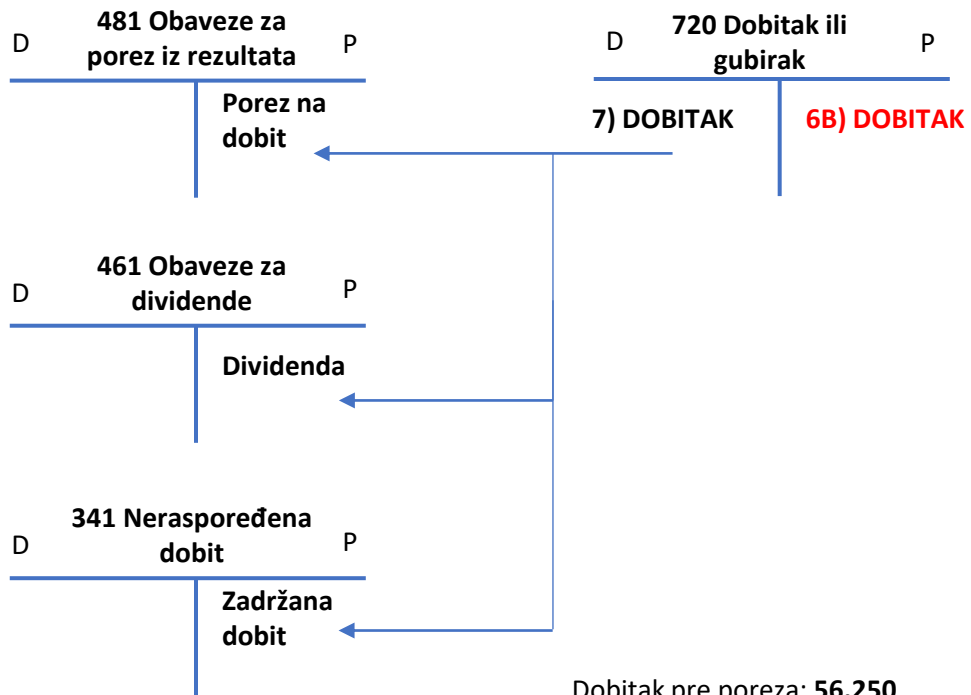 481 Obaveze za
porez iz rezultata
D
P
Porez na
dobit
720 Dobitak ili
gubirak
D
P
7) DOBITAK
6B) DOBITAK
461 Obaveze za
dividende
D
P
Dividenda
341 Neraspoređena
dobit
D
P
Zadržana
dobit
Dobitak pre poreza: 56.250